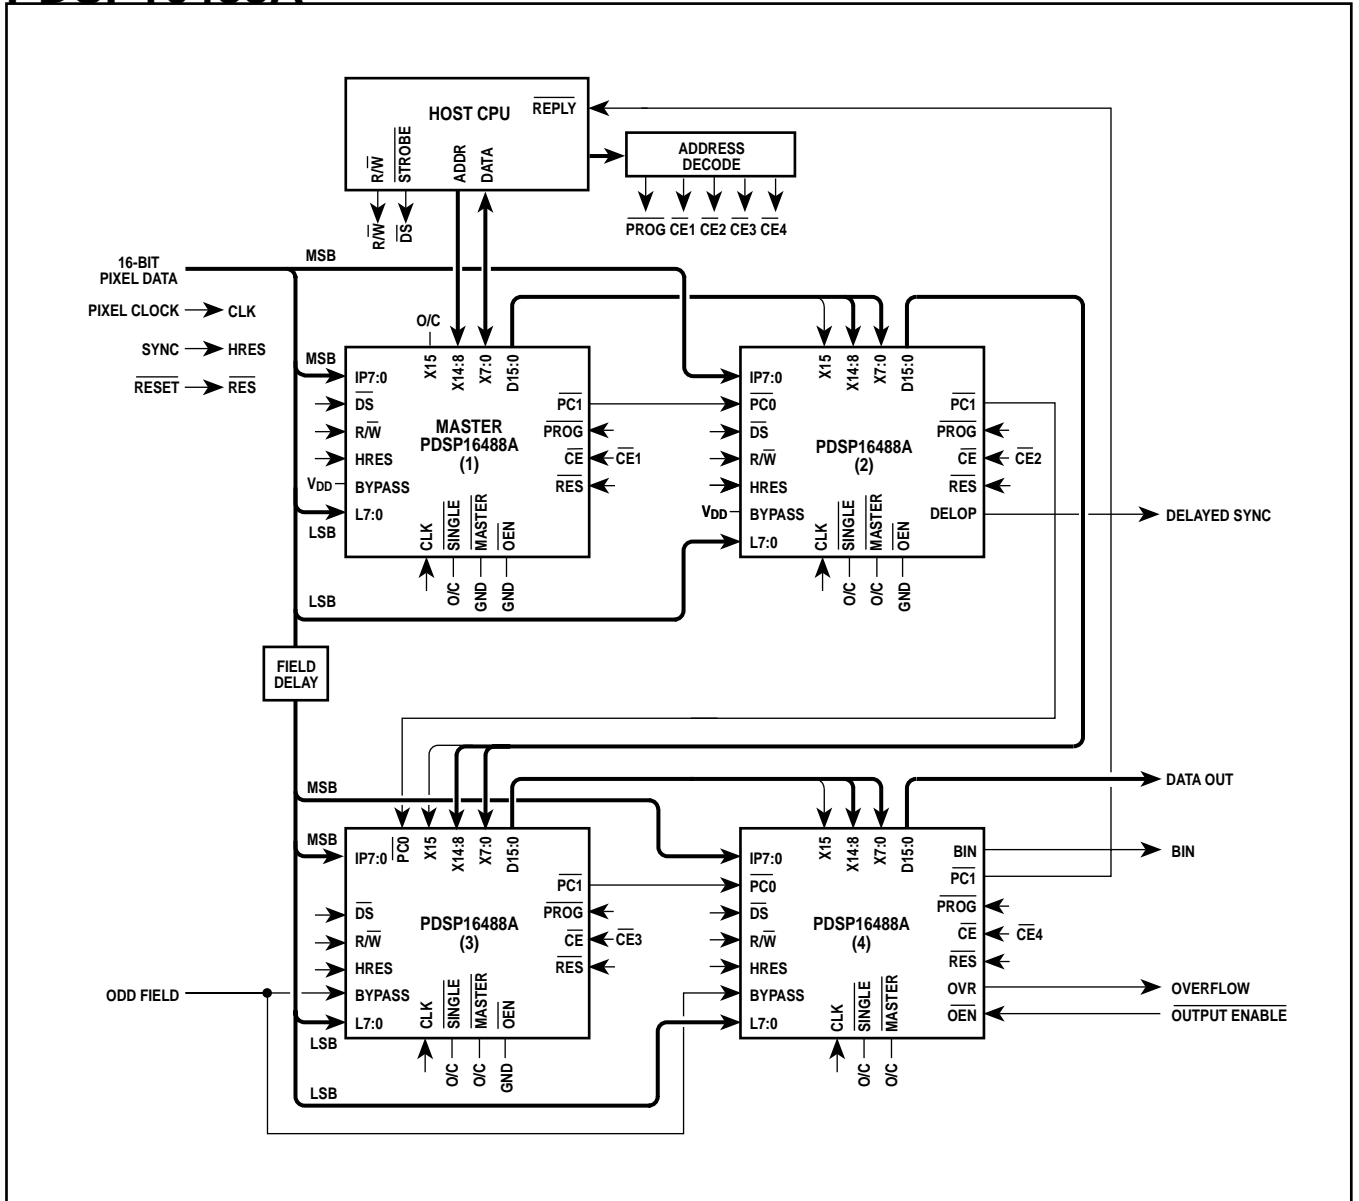 HOST CPU
REPLY
R/W
STROBE
ADDR
DATA
ADDRESS
DECODE
R/W
DS
PROG CE1 CE2 CE3 CE4
16-BIT
PIXEL DATA
MSB
PIXEL CLOCK
CLK
SYNC
HRES
RESET
RES
O/C
MSB
X15
X14:8
X7:0
D15:0
IP7:0
DS
R/W
HRES
VDD
BYPASS
L7:0
LSB
MASTER
PDSP16488A
(1)
PC1
PROG
CE
CE1
RES
CLK
SINGLE
MASTER
OEN
O/C
GND
GND
LSB
X15
X14:8
X7:0
D15:0
IP7:0
PC0
DS
R/W
HRES
VDD
BYPASS
L7:0
PDSP16488A
(2)
PC1
PROG
CE
CE2
RES
DELOP
DELAYED SYNC
CLK
SINGLE
MASTER
OEN
O/C
O/C
GND
FIELD
DELAY
MSB
MSB
IP7:0
PC0
X15
X14:8
X7:0
D15:0
DS
R/W
HRES
ODD FIELD
BYPASS
L7:0
LSB
PDSP16488A
(3)
PC1
PROG
CE
CE3
RES
CLK
SINGLE
MASTER
OEN
O/C
O/C
GND
LSB
X15
X14:8
X7:0
D15:0
DATA OUT
IP7:0
PC0
DS
R/W
HRES
BYPASS
L7:0
PDSP16488A
(4)
BIN
BIN
PC1
PROG
CE
CE4
RES
OVR
OVERFLOW
OEN
OUTPUT ENABLE
CLK
SINGLE
MASTER
O/C
O/C